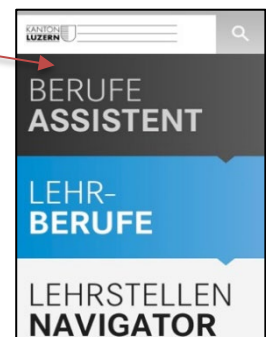 KANTON
LUZERN
BERUFE
ASSISTENT
LEHR-
BERUFE
LEHRSTELLEN
NAVIGATOR